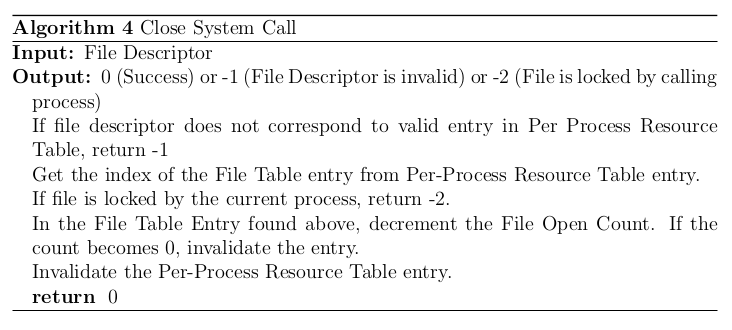 Algorithm 4 Close System Call
Input: File Descriptor
Output: 0 (Success) or -1 (File Descriptor is invalid) or -2 (File is locked by calling
process)
If file descriptor does not correspond to valid entry in Per Process Resource
Table, return -1
Get the index of the File Table entry from Per-Process Resource Table entry.
If file is locked by the current process, return -2.
In the File Table Entry found above, decrement the File Open Count. If the
count becomes 0, invalidate the entry.
Invalidate the Per-Process Resource Table entry.
return 0